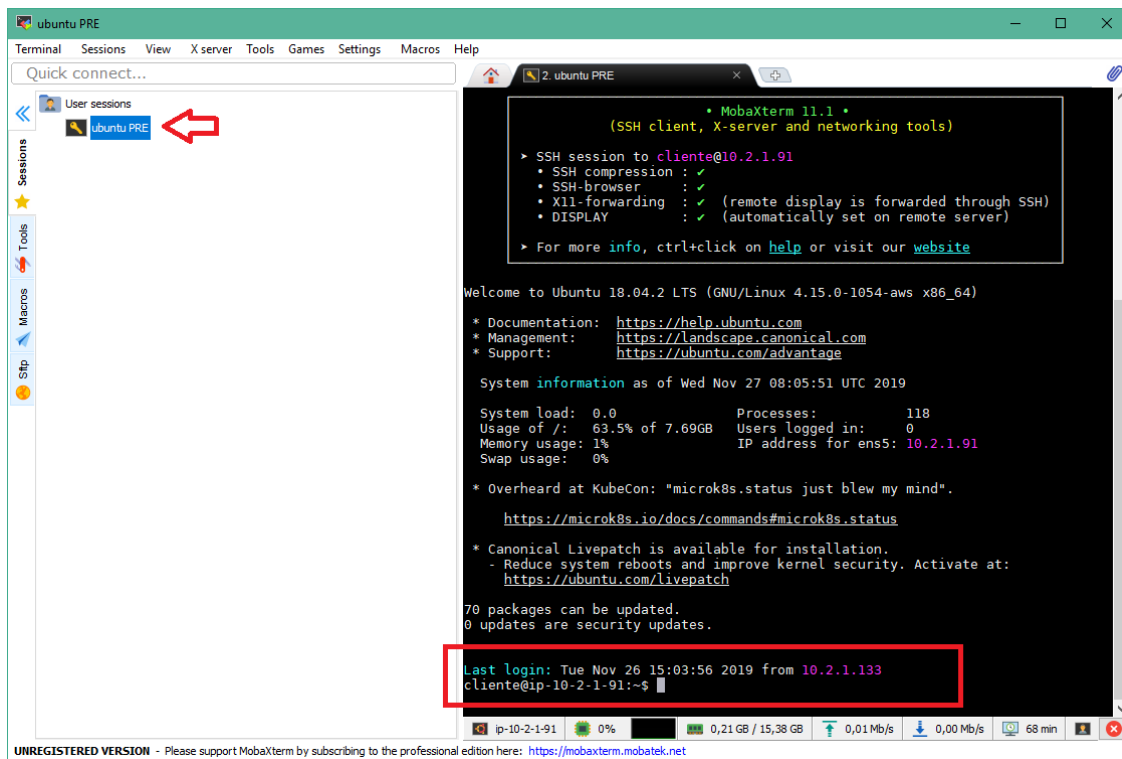 ubuntu PRE
Terminal Sessions View X server Tools Games Settings Macros Help
Quick connect...
2. ubuntu PRE
User sessions
ubuntu PRE
Sessions
Tools
Macros
Sftp
• MobaXterm 11.1 •
(SSH client, X-server and networking tools)
➤ SSH session to cliente@10.2.1.91
• SSH compression : ✔
• SSH-browser : ✔
• X11-forwarding : ✔ (remote display is forwarded through SSH)
• DISPLAY : ✔ (automatically set on remote server)
➤ For more info, ctrl+click on help or visit our website
Welcome to Ubuntu 18.04.2 LTS (GNU/Linux 4.15.0-1054-aws x86_64)
* Documentation: https://help.ubuntu.com
* Management: https://landscape.canonical.com
* Support: https://ubuntu.com/advantage
System information as of Wed Nov 27 08:05:51 UTC 2019
System load: 0.0 Processes: 118
Usage of /: 63.5% of 7.69GB Users logged in: 0
Memory usage: 1% IP address for ens5: 10.2.1.91
Swap usage: 0%
* Overheard at KubeCon: "microk8s.status just blew my mind".
https://microk8s.io/docs/commands#microk8s.status
* Canonical Livepatch is available for installation.
- Reduce system reboots and improve kernel security. Activate at:
https://ubuntu.com/livepatch
70 packages can be updated.
0 updates are security updates.
Last login: Tue Nov 26 15:03:56 2019 from 10.2.1.133
cliente@ip-10-2-1-91:~$
ip-10-2-1-91 0% 0,21 GB / 15,38 GB 0,01 Mb/s 0,00 Mb/s 68 min
UNREGISTERED VERSION - Please support MobaXterm by subscribing to the professional edition here: https://mobaxterm.mobatek.net